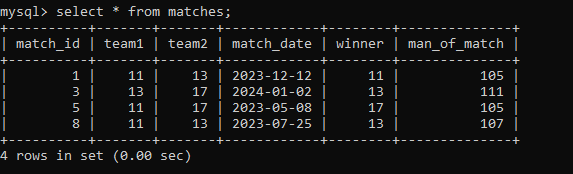 mysql> select * from matches;
+----------+-------+-------+------------+--------+--------------+
| match_id | team1 | team2 | match_date | winner | man_of_match |
+----------+-------+-------+------------+--------+--------------+
|        1 |    11 |    13 | 2023-12-12 |     11 |          105 |
|        3 |    13 |    17 | 2024-01-02 |     13 |          111 |
|        5 |    11 |    17 | 2023-05-08 |     17 |          105 |
|        8 |    11 |    13 | 2023-07-25 |     13 |          107 |
+----------+-------+-------+------------+--------+--------------+
4 rows in set (0.00 sec)